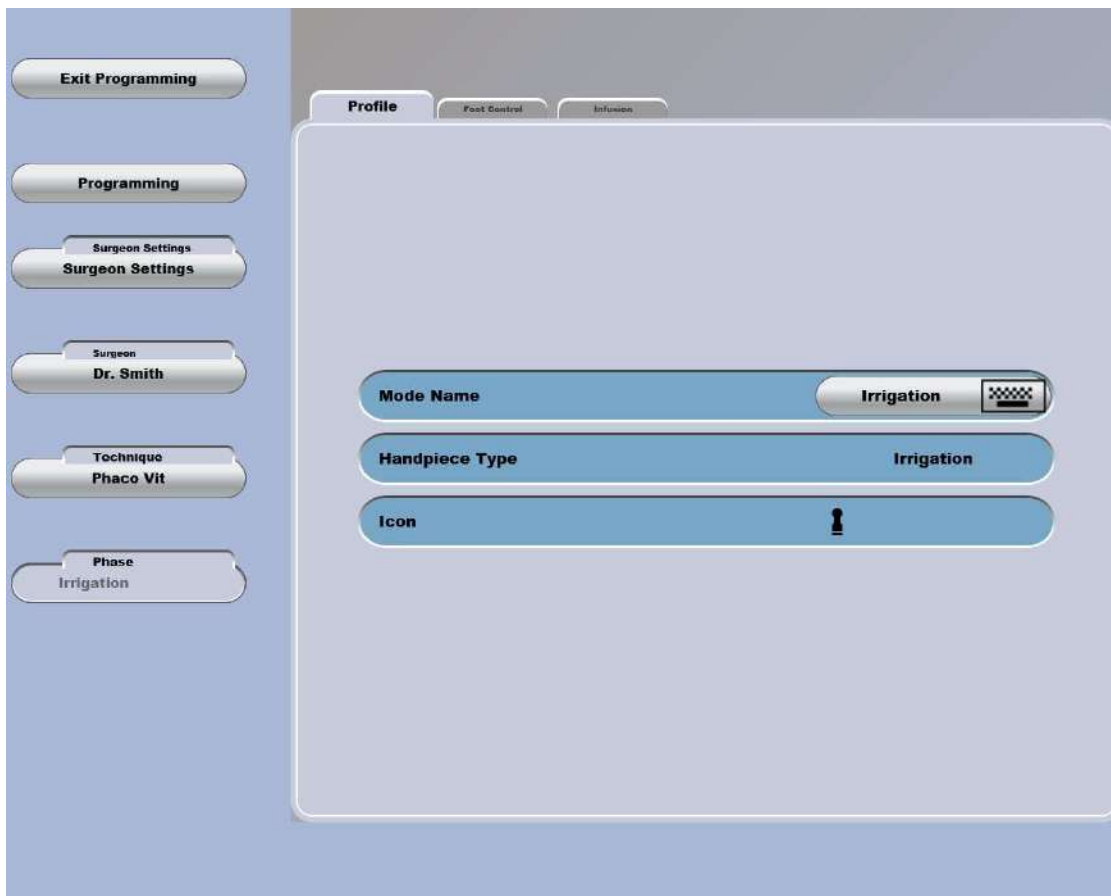 Exit Programming
Programming
Surgeon Settings
Surgeon Settings
Surgeon
Dr. Smith
Technique
Phaco Vit
Phase
Irrigation
Profile
Foot Control
Infusion
Mode Name
Irrigation
Handpiece Type
Irrigation
Icon